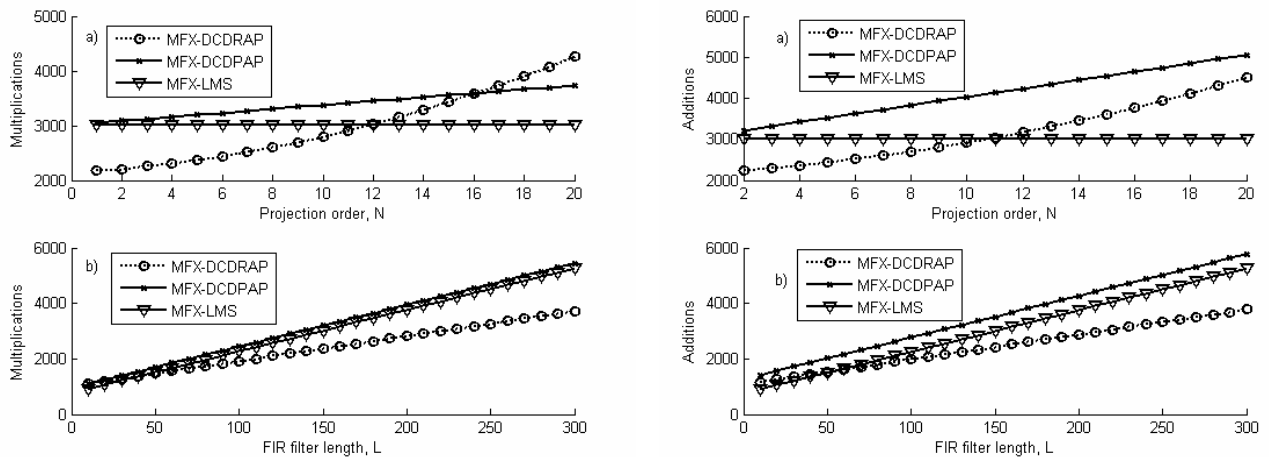 5000
4000
3000
2000
Multiplications
a)
MFX-DCDRAP
MFX-DCDPAP
MFX-LMS
2 4 6 8 10 12 14 16 18 20
Projection order, N
6000
5000
4000
3000
2000
Additions
a)
MFX-DCDRAP
MFX-DCDPAP
MFX-LMS
2 4 6 8 10 12 14 16 18 20
Projection order, N
6000
4000
2000
0
Multiplications
b)
MFX-DCDRAP
MFX-DCDPAP
MFX-LMS
0 50 100 150 200 250 300
FIR filter length, L
6000
4000
2000
0
Additions
b)
MFX-DCDRAP
MFX-DCDPAP
MFX-LMS
0 50 100 150 200 250 300
FIR filter length, L